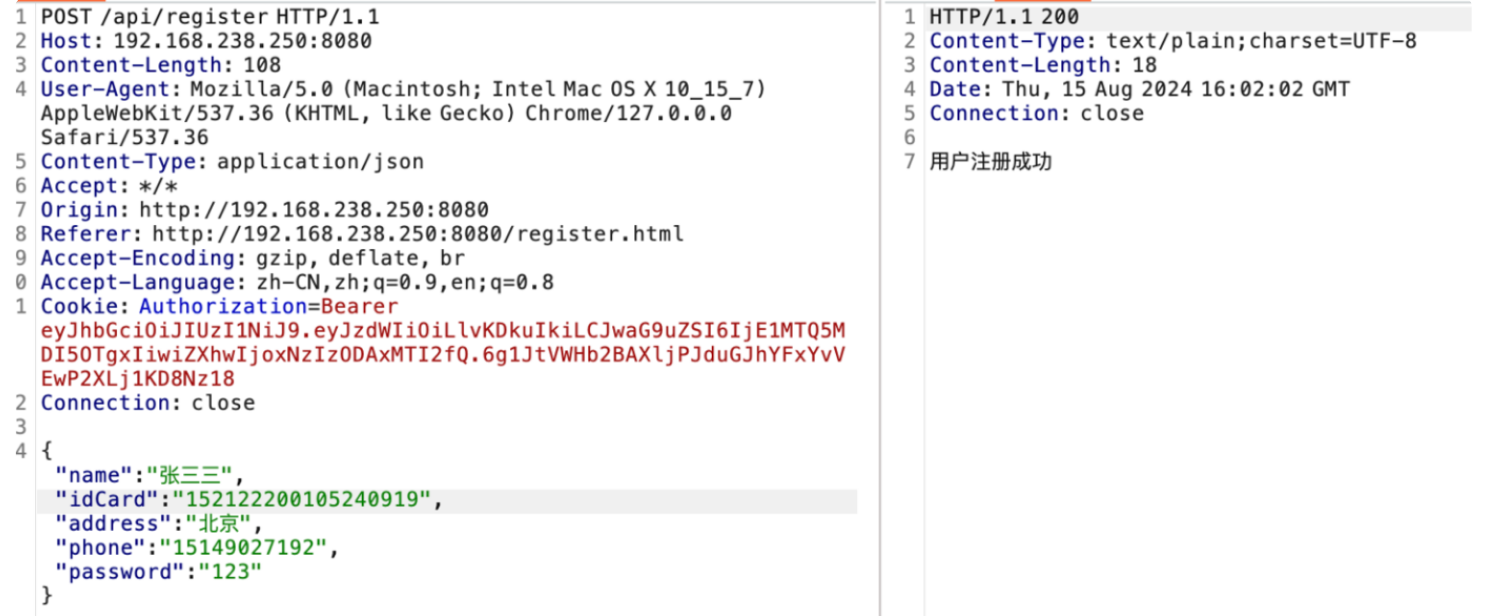 1 POST /api/register HTTP/1.1
2 Host: 192.168.238.250:8080
3 Content-Length: 108
4 User-Agent: Mozilla/5.0 (Macintosh; Intel Mac OS X 10_15_7)
AppleWebKit/537.36 (KHTML, like Gecko) Chrome/127.0.0.0
Safari/537.36
5 Content-Type: application/json
6 Accept: */*
7 Origin: http://192.168.238.250:8080
8 Referer: http://192.168.238.250:8080/register.html
9 Accept-Encoding: gzip, deflate, br
0 Accept-Language: zh-CN,zh;q=0.9,en;q=0.8
1 Cookie: Authorization=Bearer
eyJhbGciOiJIUzI1NiJ9.eyJzdWIiOiLlvKDkuIkiLCJwaG9uZSI6IjE1MTQ5M
DI5OTgxIiwiZXhwIjoxNzIzODAxMTI2fQ.6g1JtVWHb2BAXljPJduGJhYFxYvV
EwP2XLj1KD8Nz18
2 Connection: close
3
4 {
"name":"张三三",
"idCard":"152122200105240919",
"address":"北京",
"phone":"15149027192",
"password":"123"
}
1 HTTP/1.1 200
2 Content-Type: text/plain;charset=UTF-8
3 Content-Length: 18
4 Date: Thu, 15 Aug 2024 16:02:02 GMT
5 Connection: close
6
7 用户注册成功